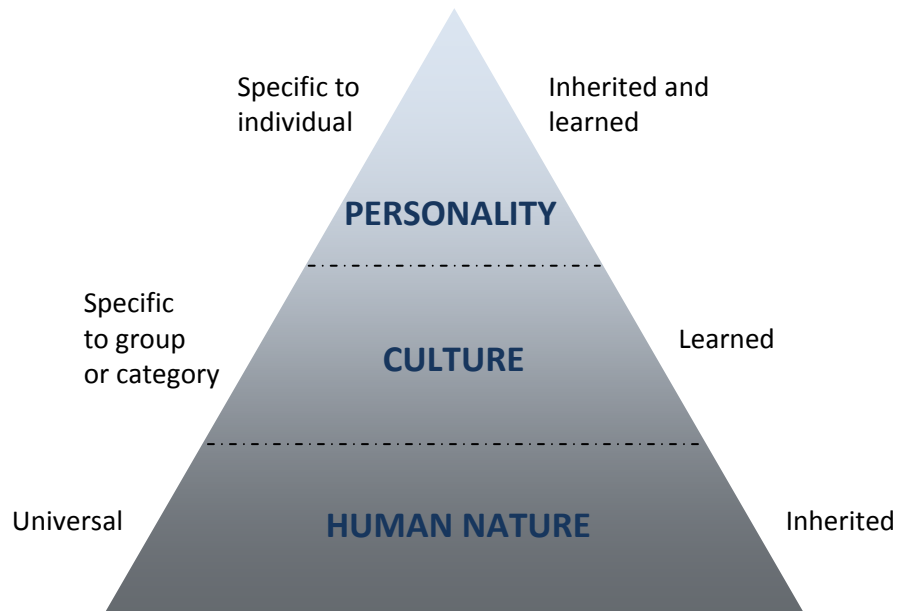 Specific to
individual
Inherited and
learned
PERSONALITY
Specific
to group
or category
CULTURE
Learned
Universal
HUMAN NATURE
Inherited